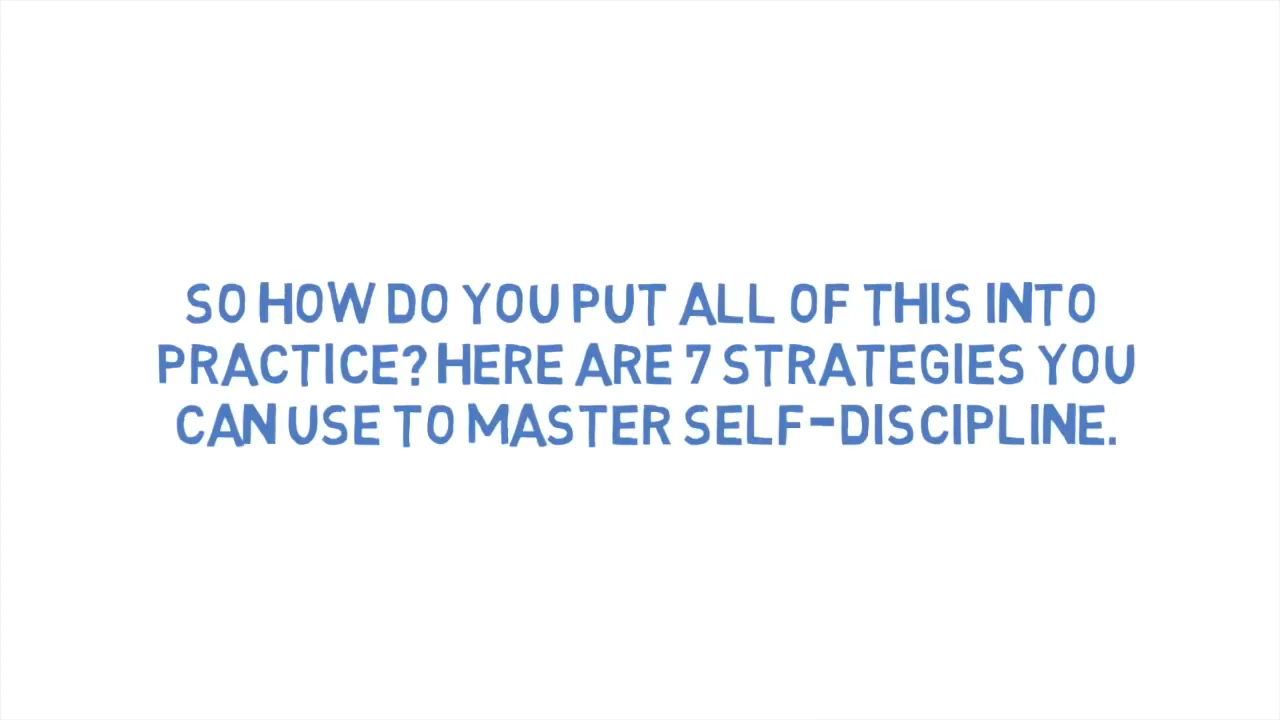 SO HOW DO YOU PUT ALL OF THIS INTO
PRACTICE? HERE ARE 7 STRATEGIES YOU
CAN USE TO MASTER SELF-DISCIPLINE.